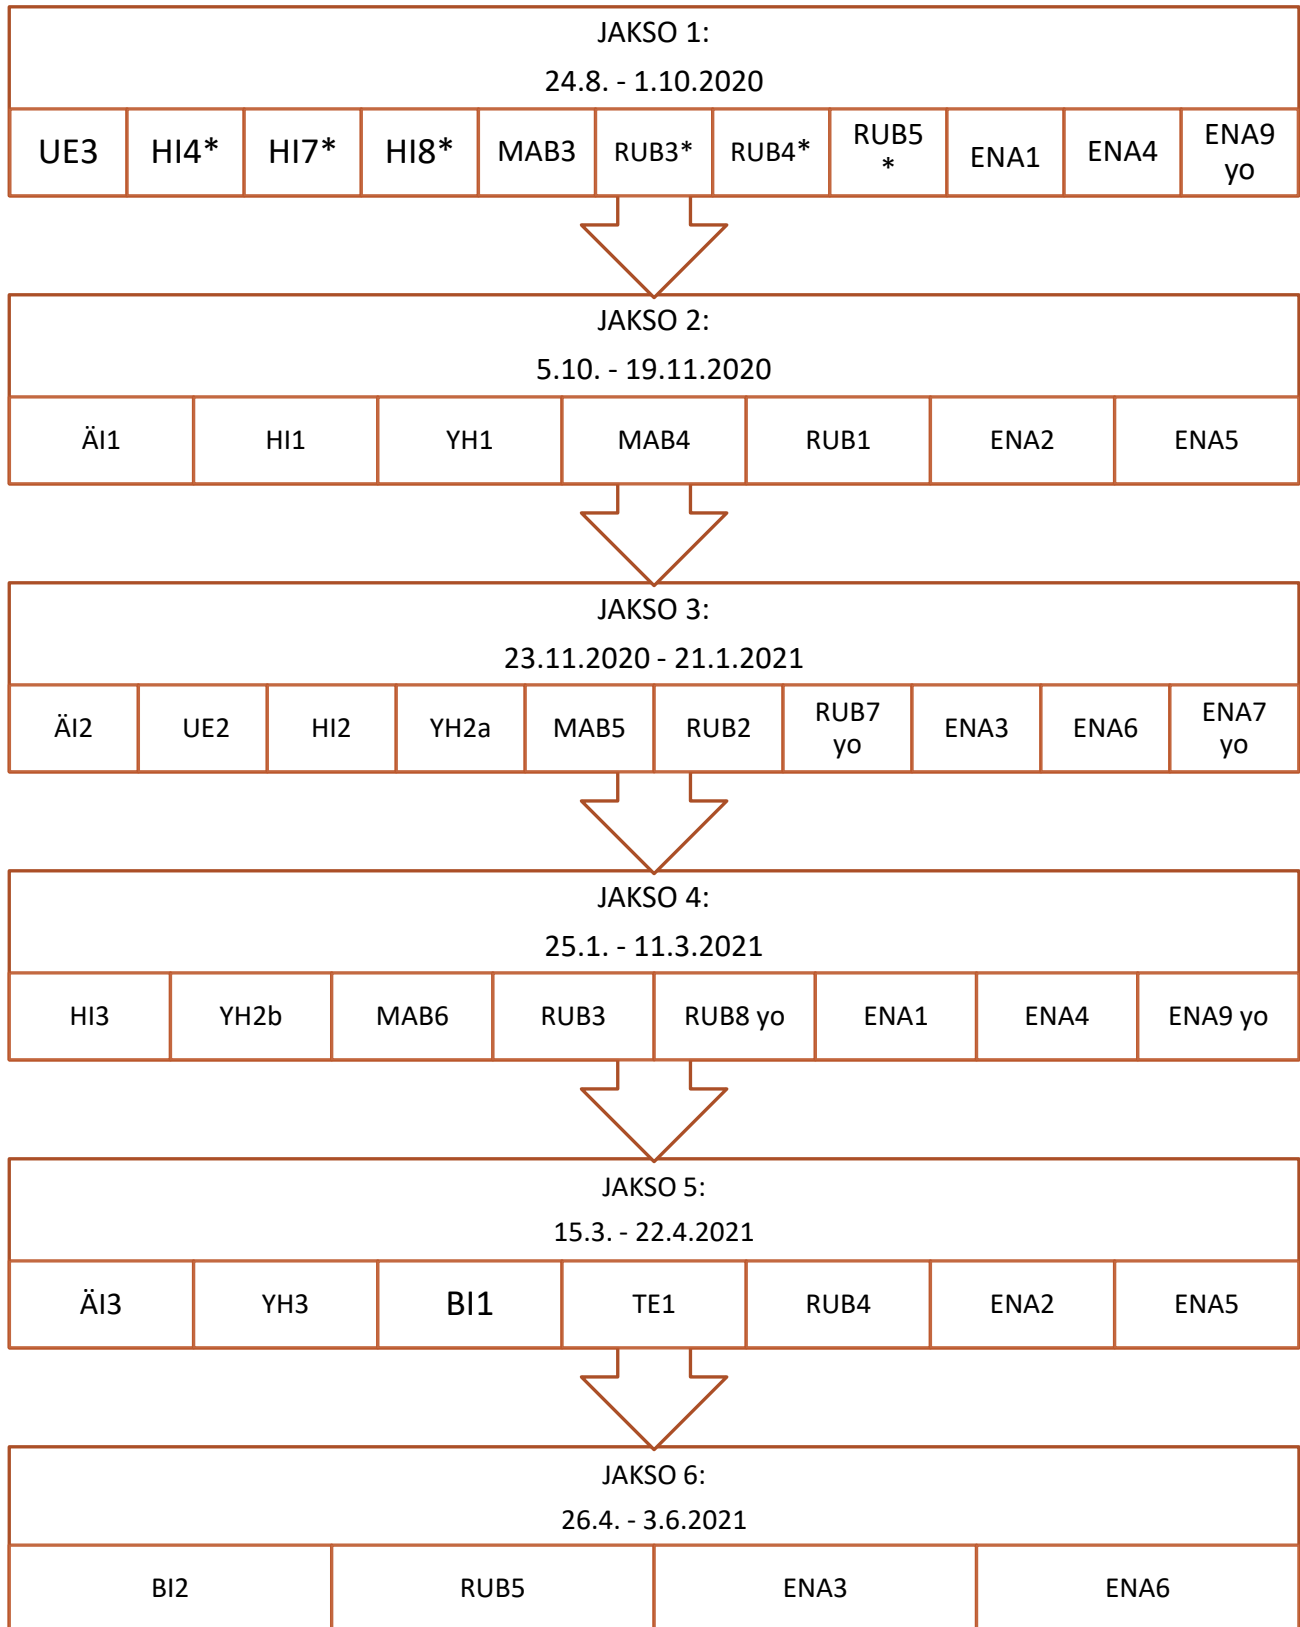 JAKSO 1:
24.8. - 1.10.2020
UE3 HI4* HI7* HI8* MAB3 RUB3* RUB4* RUB5 * ENA1 ENA4 ENA9 yo
JAKSO 2:
5.10. - 19.11.2020
ÄI1 HI1 YH1 MAB4 RUB1 ENA2 ENA5
JAKSO 3:
23.11.2020 - 21.1.2021
ÄI2 UE2 HI2 YH2a MAB5 RUB2 RUB7 yo ENA3 ENA6 ENA7 yo
JAKSO 4:
25.1. - 11.3.2021
HI3 YH2b MAB6 RUB3 RUB8 yo ENA1 ENA4 ENA9 yo
JAKSO 5:
15.3. - 22.4.2021
ÄI3 YH3 BI1 TE1 RUB4 ENA2 ENA5
JAKSO 6:
26.4. - 3.6.2021
BI2 RUB5 ENA3 ENA6